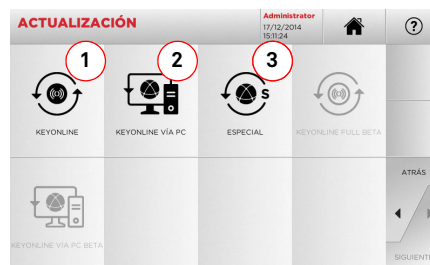 ACTUALIZACIÓN
Administrator
17/12/2014
15:11:24
?
1
2
3
S
KEYONLINE
KEYONLINE VÍA PC
ESPECIAL
KEYONLINE FULL BETA
ATRÁS
KEYONLINE VÍA PC BETA
SIGUIENTE